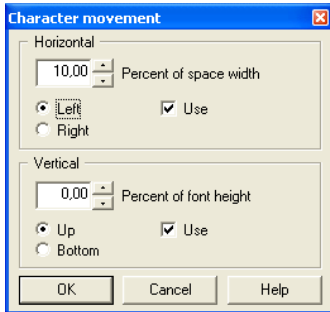 Character movement
Horizontal
10,00 Percent of space width
Left Use
Right
Vertical
0,00 Percent of font height
Up Use
Bottom
OK Cancel Help